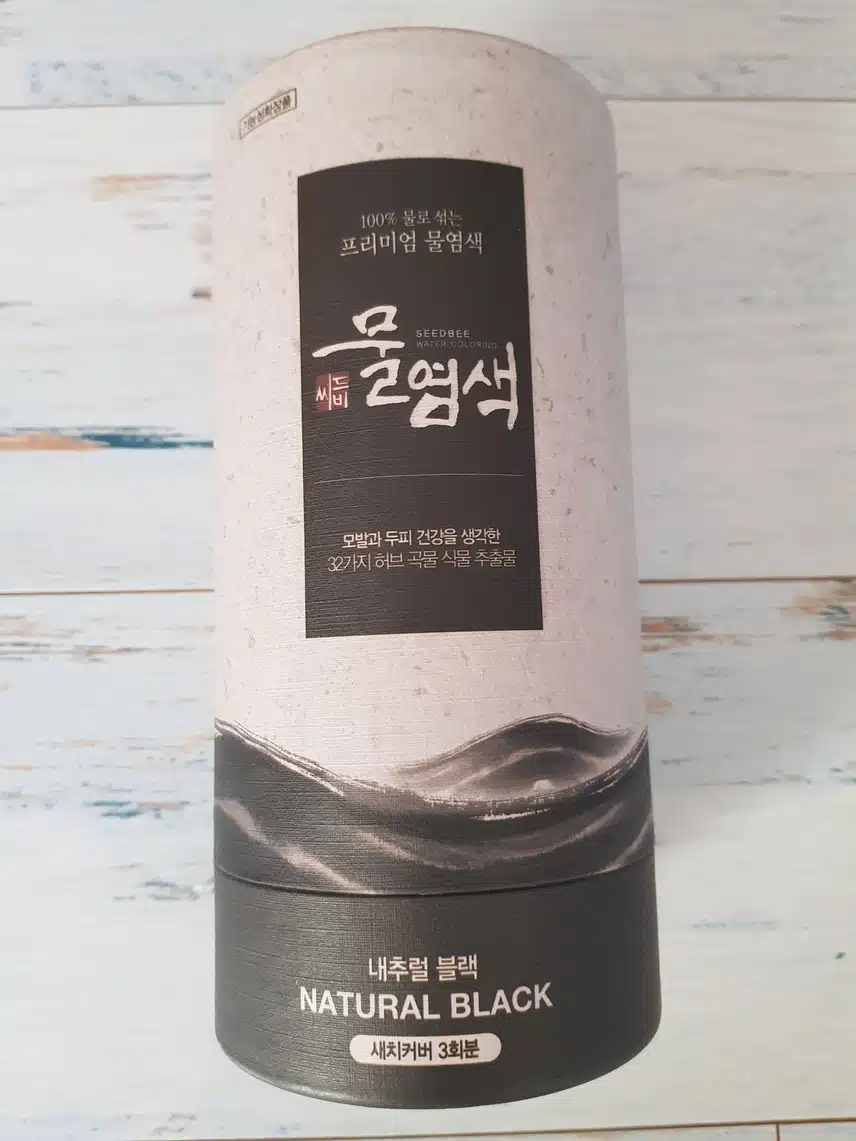 기능성화장품
100% 물로 섞는
프리미엄 물염색
SEEDBEE
WATER COLORING
물염색
씨드비
모발과 두피 건강을 생각한
32가지 허브 곡물 식물 추출물
내추럴 블랙
NATURAL BLACK
새치커버 3회분